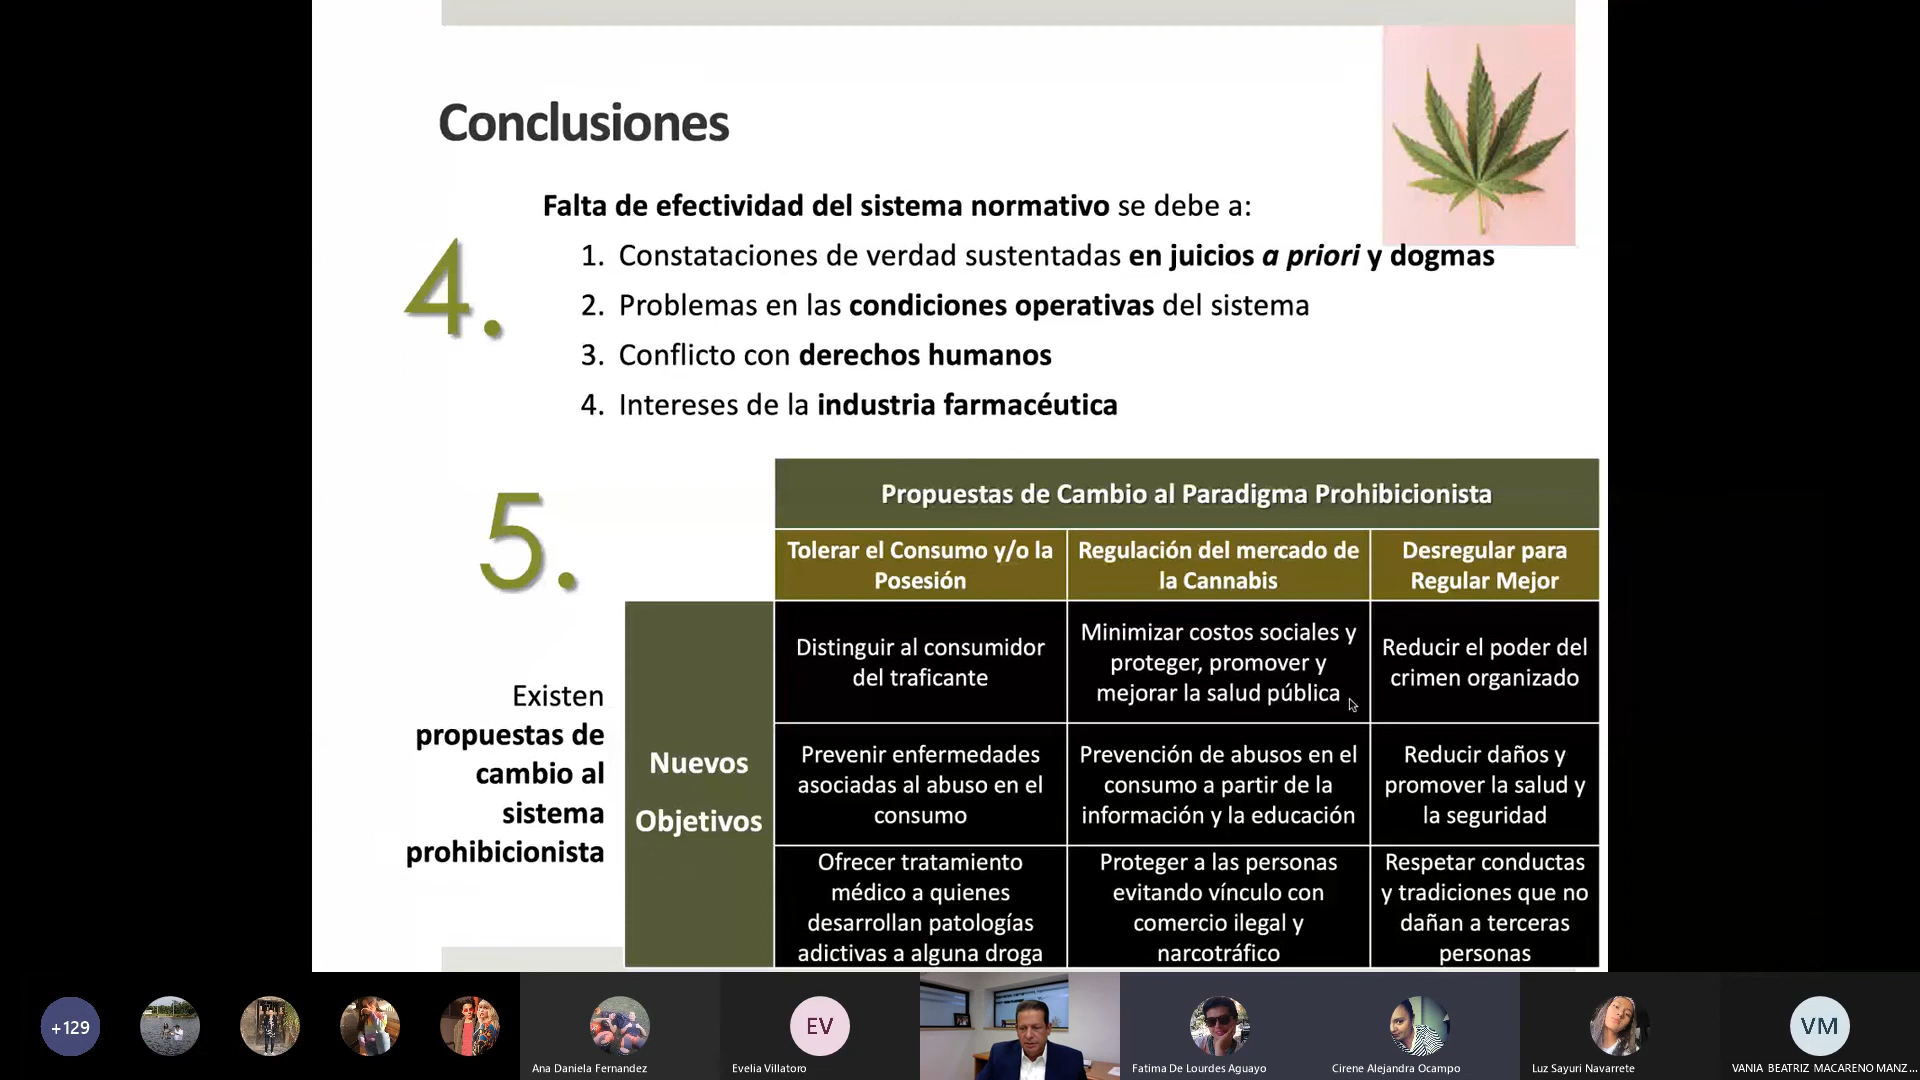 Conclusiones
4.
Falta de efectividad del sistema normativo se debe a:
1. Constataciones de verdad sustentadas en juicios a priori y dogmas
2. Problemas en las condiciones operativas del sistema
3. Conflicto con derechos humanos
4. Intereses de la industria farmacéutica
5.
Existen
propuestas de
cambio al
sistema
prohibicionista
Propuestas de Cambio al Paradigma Prohibicionista
Tolerar el Consumo y/o la
Posesión
Regulación del mercado de
la Cannabis
Desregular para
Regular Mejor
Nuevos
Objetivos
Distinguir al consumidor
del traficante
Minimizar costos sociales y
proteger, promover y
mejorar la salud pública
Reducir el poder del
crimen organizado
Prevenir enfermedades
asociadas al abuso en el
consumo
Prevención de abusos en el
consumo a partir de la
información y la educación
Reducir daños y
promover la salud y
la seguridad
Ofrecer tratamiento
médico a quienes
desarrollan patologías
adictivas a alguna droga
Proteger a las personas
evitando vínculo con
comercio ilegal y
narcotráfico
Respetar conductas
y tradiciones que no
dañan a terceras
personas
+129
Ana Daniela Fernandez
EV
Evelia Villatoro
Fatima De Lourdes Aguayo
Cirene Alejandra Ocampo
Luz Sayuri Navarrete
VM
VANIA BEATRIZ MACARENO MANZ...